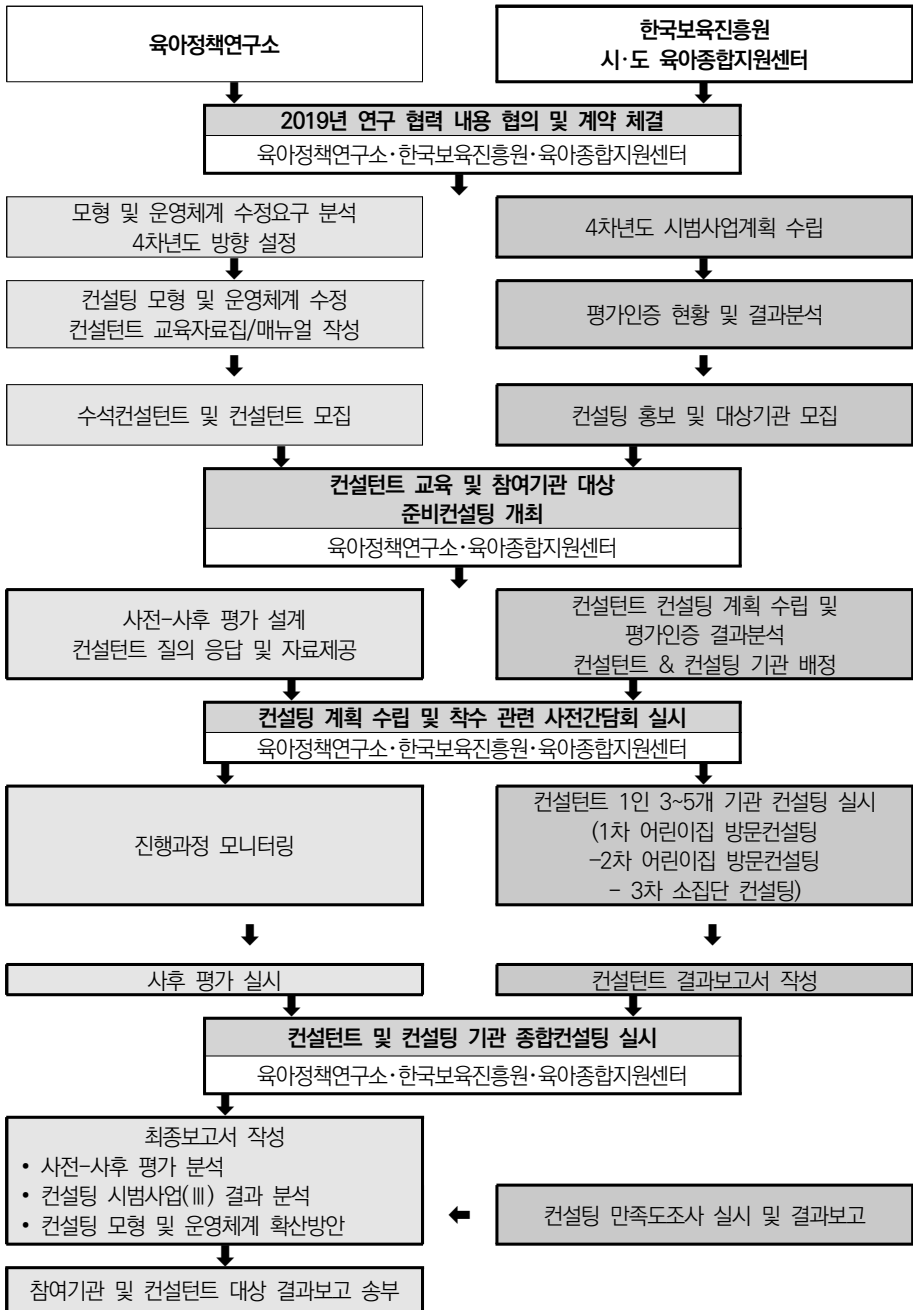 육아정책연구소
한국보육진흥원
시·도 육아종합지원센터
2019년 연구 협력 내용 협의 및 계약 체결
육아정책연구소·한국보육진흥원·육아종합지원센터
모형 및 운영체계 수정요구 분석
4차년도 방향 설정
4차년도 시범사업계획 수립
컨설팅 모형 및 운영체계 수정
컨설턴트 교육자료집/매뉴얼 작성
평가인증 현황 및 결과분석
수석컨설턴트 및 컨설턴트 모집
컨설팅 홍보 및 대상기관 모집
컨설턴트 교육 및 참여기관 대상
준비컨설팅 개최
육아정책연구소·육아종합지원센터
사전-사후 평가 설계
컨설턴트 질의 응답 및 자료제공
컨설턴트 컨설팅 계획 수립 및
평가인증 결과분석
컨설턴트 & 컨설팅 기관 배정
컨설팅 계획 수립 및 착수 관련 사전간담회 실시
육아정책연구소·한국보육진흥원·육아종합지원센터
진행과정 모니터링
컨설턴트 1인 3~5개 기관 컨설팅 실시
(1차 어린이집 방문컨설팅
-2차 어린이집 방문컨설팅
- 3차 소집단 컨설팅)
사후 평가 실시
컨설턴트 결과보고서 작성
컨설턴트 및 컨설팅 기관 종합컨설팅 실시
육아정책연구소·한국보육진흥원·육아종합지원센터
최종보고서 작성
• 사전-사후 평가 분석
• 컨설팅 시범사업(Ⅲ) 결과 분석
• 컨설팅 모형 및 운영체계 확산방안
컨설팅 만족도조사 실시 및 결과보고
참여기관 및 컨설턴트 대상 결과보고 송부